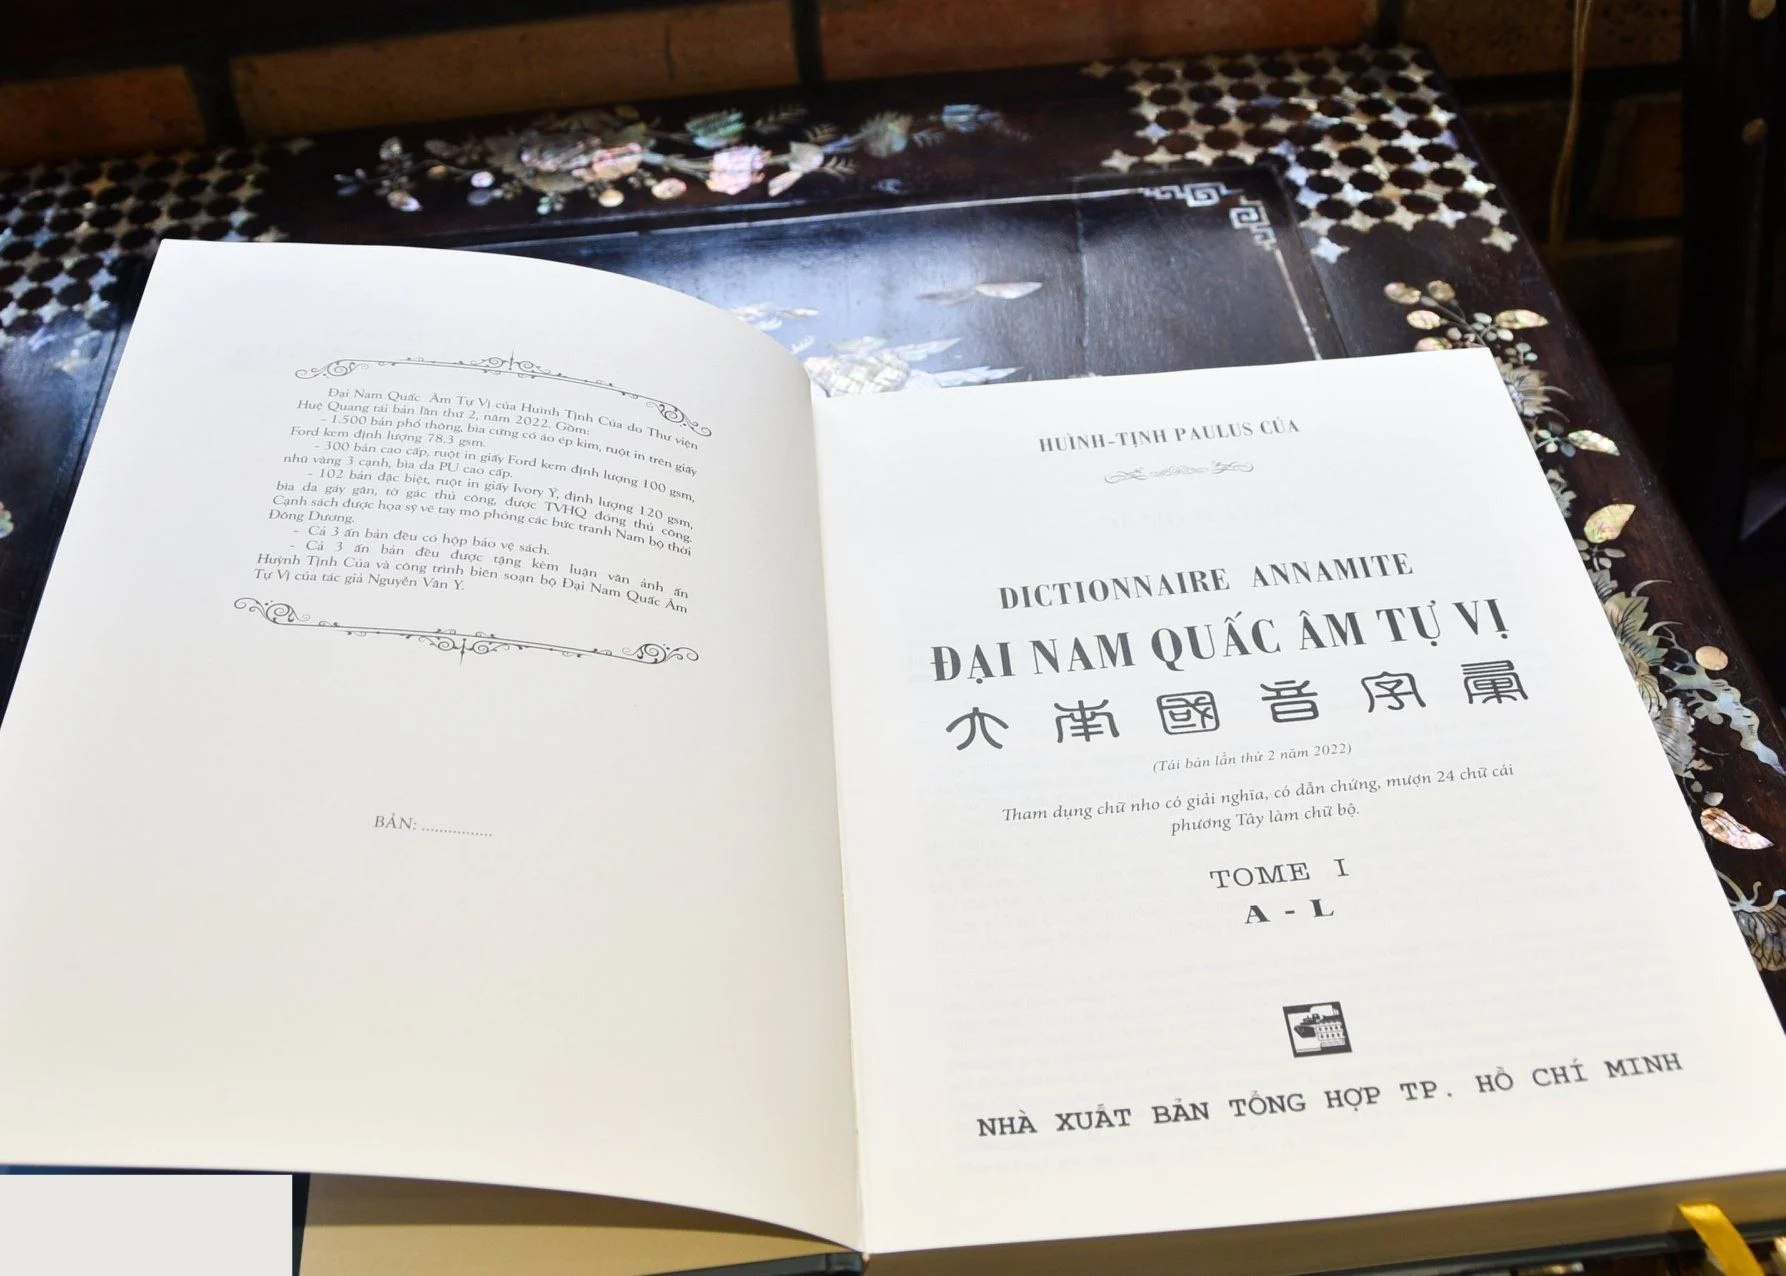 Đại Nam Quấc Âm Tự Vị của Huình Tịnh Của do Thư viện
Huệ Quang tái bản lần thứ 2, năm 2022. Gồm:
- 1.500 bản phổ thông, bìa cứng có áo ép kim, ruột in trên giấy
Ford kem định lượng 78.3 gsm.
- 300 bản cao cấp, ruột in giấy Ford kem định lượng 100 gsm,
nhũ vàng 3 cạnh, bìa da PU cao cấp.
- 102 bản đặc biệt, ruột in giấy Ivory Ý, định lượng 120 gsm,
bìa da gáy gân, tờ gác thủ công, được TVHQ đóng thủ công.
Cạnh sách được họa sỹ vẽ tay mô phỏng các bức tranh Nam bộ thời
Đông Dương.
- Cả 3 ấn bản đều có hộp bảo vệ sách.
- Cả 3 ấn bản đều được tặng kèm luận văn ảnh ấn
Huỳnh Tịnh Của và công trình biên soạn bộ Đại Nam Quấc Âm
Tự Vị của tác giả Nguyễn Văn Y.
BẢN: ................
HUÌNH-TỊNH PAULUS CỦA
DICTIONNAIRE ANNAMITE
ĐẠI NAM QUẤC ÂM TỰ VỊ
大南國音字彙
(Tái bản lần thứ 2 năm 2022)
Tham dụng chữ nho có giải nghĩa, có dẫn chứng, mượn 24 chữ cái
phương Tây làm chữ bộ.
TOME I
A - L
NHÀ XUẤT BẢN TỔNG HỢP TP. HỒ CHÍ MINH